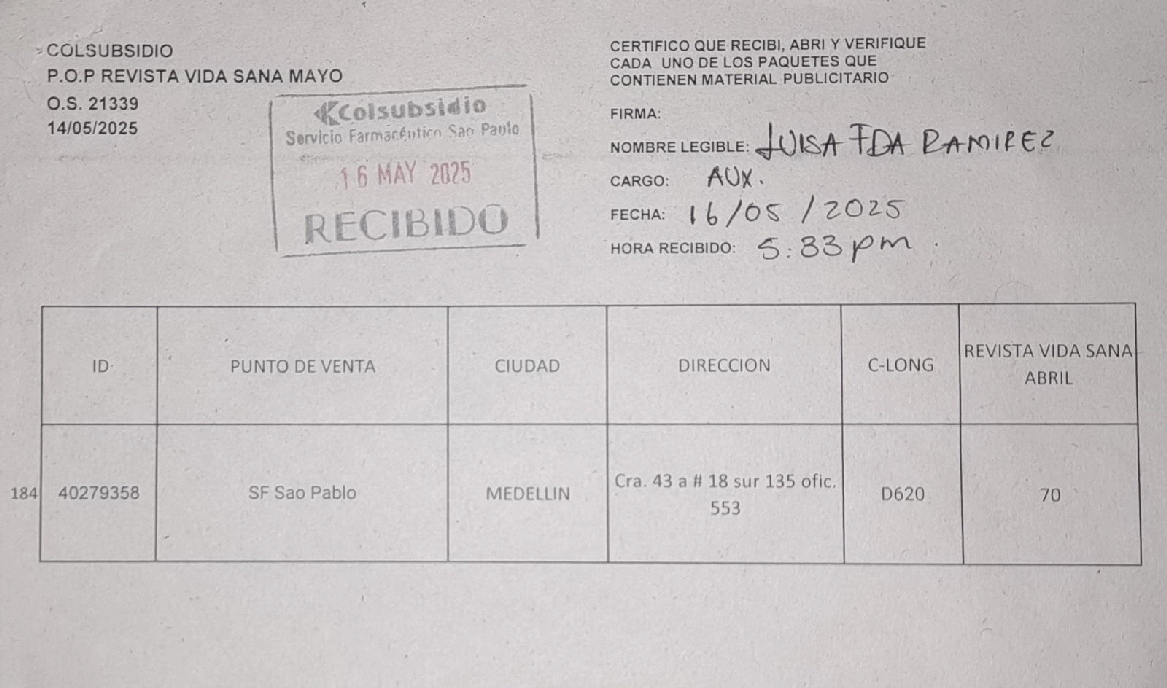 COLSUBSIDIO
P.O.P REVISTA VIDA SANA MAYO
O.S. 21339
14/05/2025
Colsubsidio
Servicio Farmacéutico Sao Paulo
16 MAY 2025
RECIBIDO
CERTIFICO QUE RECIBI, ABRI Y VERIFIQUE
CADA UNO DE LOS PAQUETES QUE
CONTIENEN MATERIAL PUBLICITARIO
FIRMA:
NOMBRE LEGIBLE: LUISA FDA RAMIREZ
CARGO: AUX.
FECHA: 16/05/2025
HORA RECIBIDO: 5:33 pm
ID PUNTO DE VENTA CIUDAD DIRECCION C-LONG REVISTA VIDA SANA
ABRIL
184 40279358 SF Sao Pablo MEDELLIN Cra. 43 a # 18 sur 135 ofic. D620 70
553